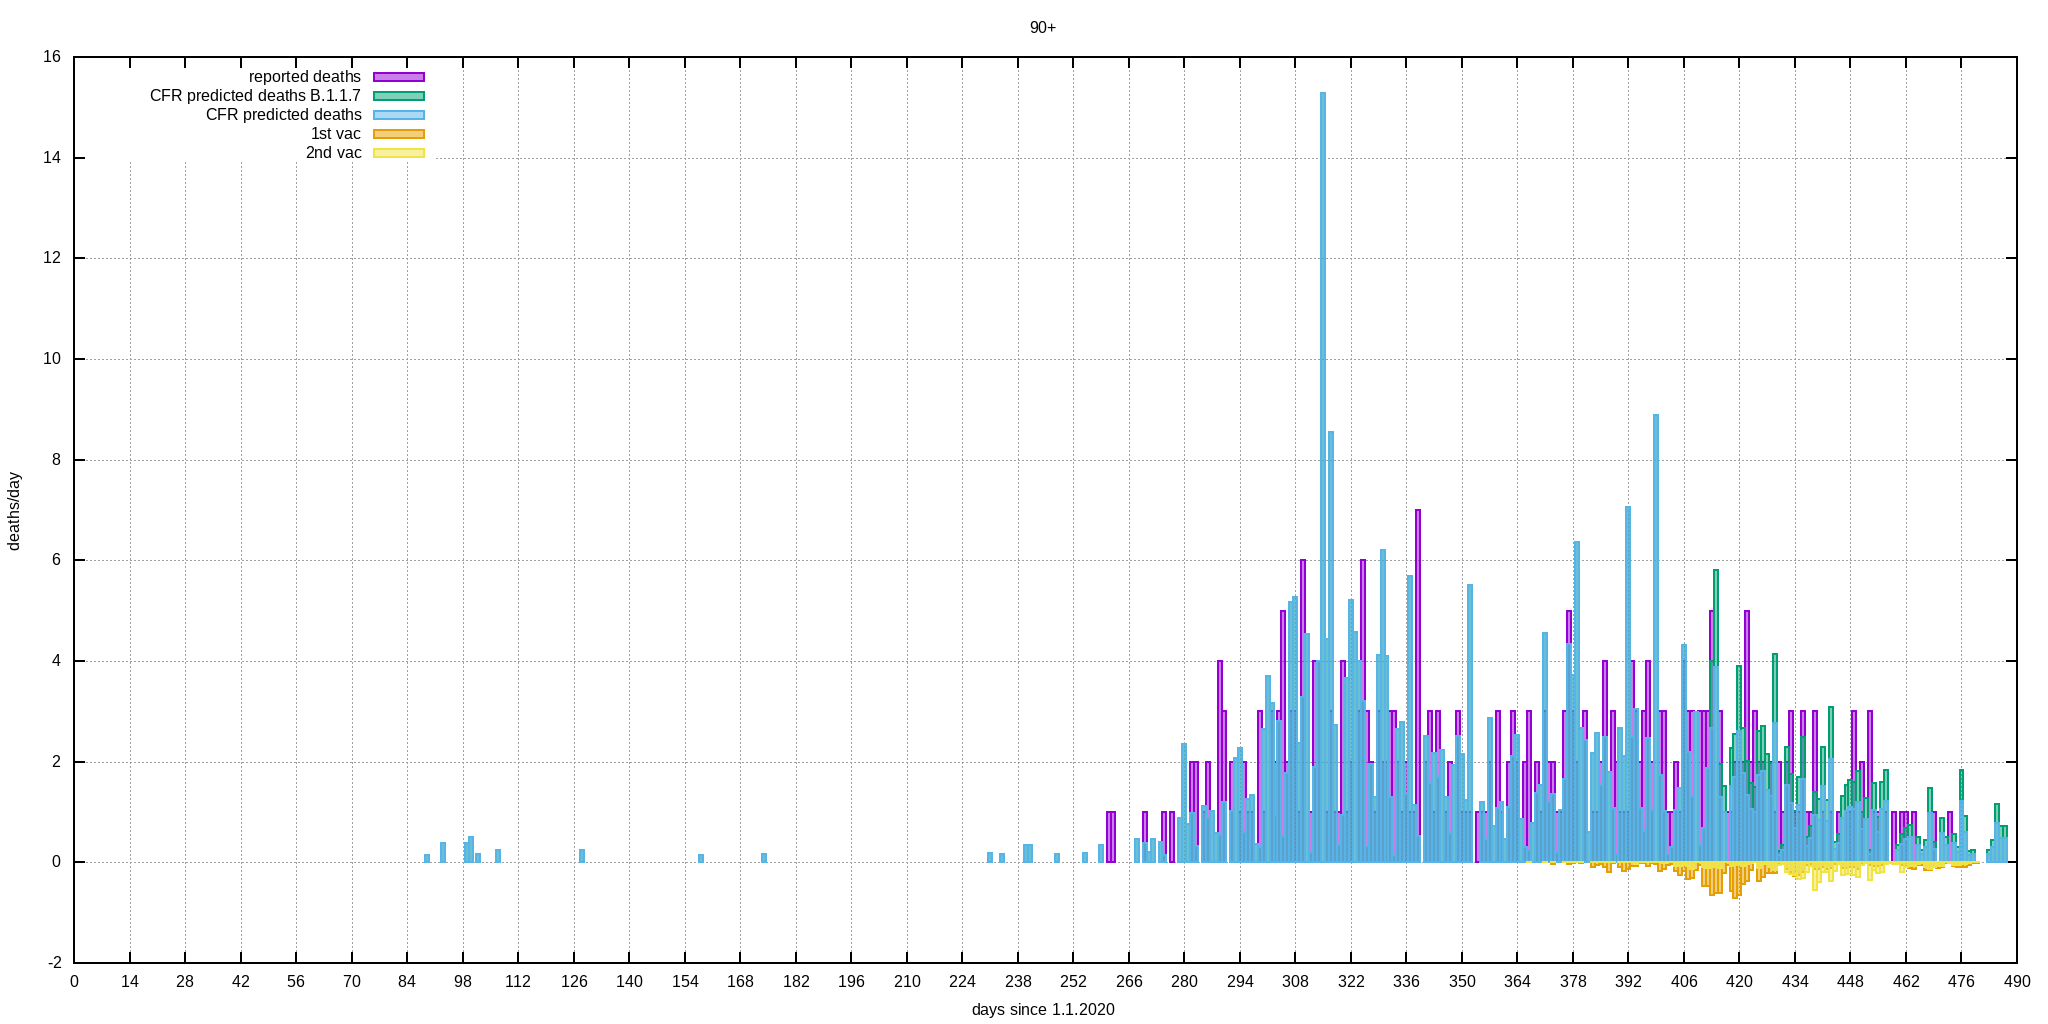 90+
reported deaths
CFR predicted deaths B.1.1.7
CFR predicted deaths
1st vac
2nd vac
16
14
12
10
8
6
4
2
0
-2
deaths/day
0 14 28 42 56 70 84 98 112 126 140 154 168 182 196 210 224 238 252 266 280 294 308 322 336 350 364 378 392 406 420 434 448 462 476 490
days since 1.1.2020